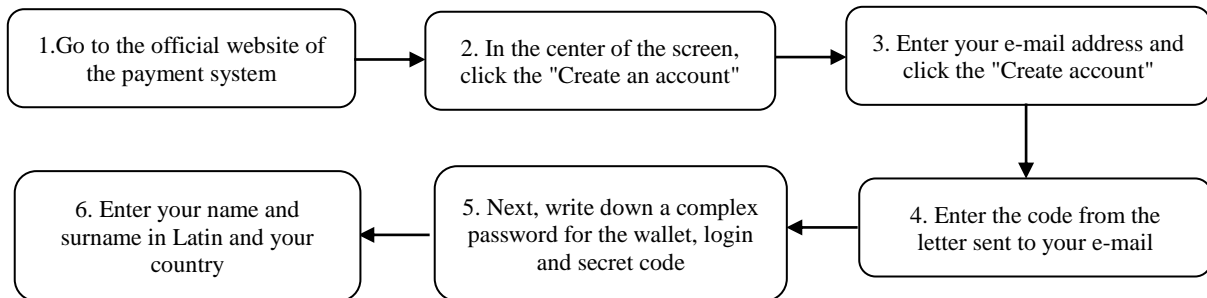 1.Go to the official website of
the payment system
2. In the center of the screen,
click the "Create an account"
3. Enter your e-mail address and
click the "Create account"
4. Enter the code from the
letter sent to your e-mail
5. Next, write down a complex
password for the wallet, login
and secret code
6. Enter your name and
surname in Latin and your
country